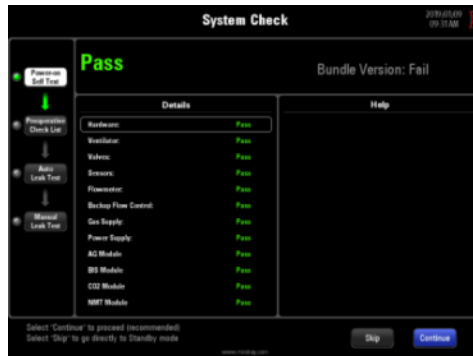 System Check
2019/01/09
09:31 AM
Power-on
Self Test
Preoperative
Check List
Auto
Leak Test
Manual
Leak Test
Pass
Bundle Version: Fail
Details
Help
Hardware: Pass
Ventilator: Pass
Valves: Pass
Sensors: Pass
Flowmeter: Pass
Backup Flow Control: Pass
Gas Supply: Pass
Power Supply: Pass
AG Module Pass
BIS Module Pass
CO2 Module Pass
NMT Module Pass
Select 'Continue' to proceed (recommended)
Select 'Skip' to go directly to Standby mode
Skip
Continue